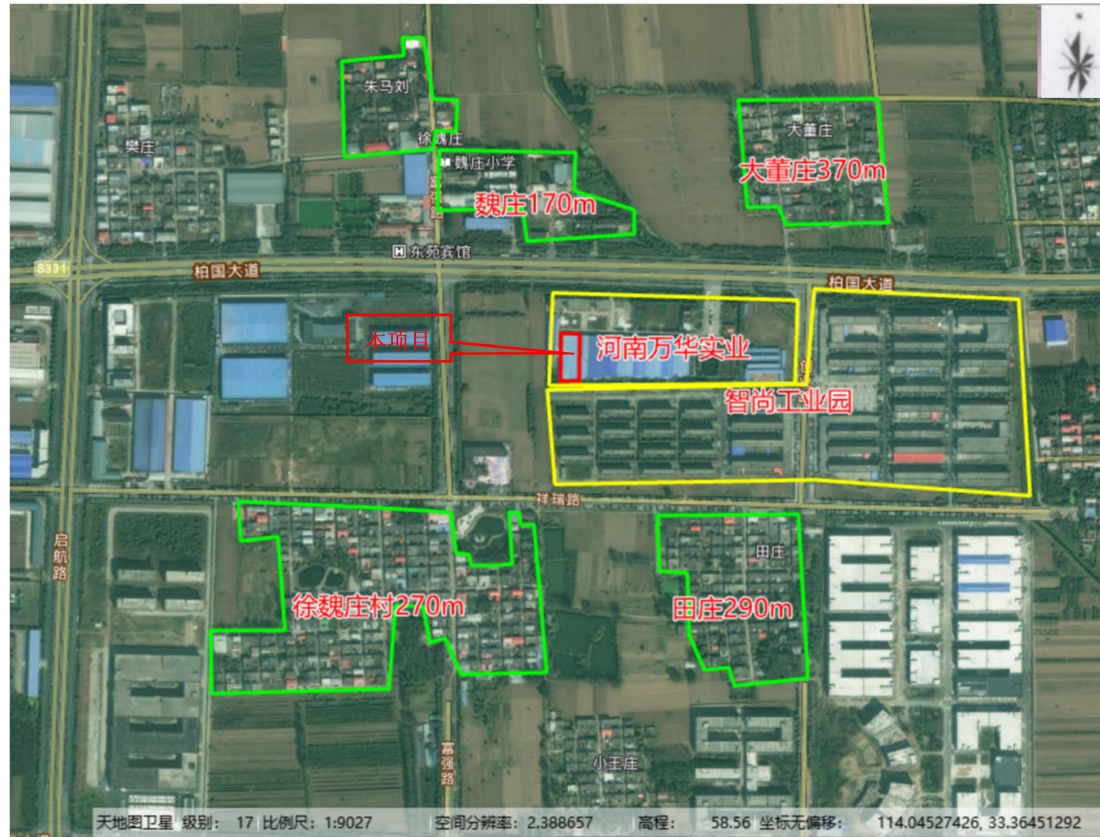 朱马刘
大董庄
徐魏庄
樊庄
魏庄小学
大董庄370m
魏庄170m
H东苑宾馆
S331
柏国大道
柏国大道
本项目
河南万华实业
智尚工业园
祥瑞路
启航路
田庄
徐魏庄村270m
田庄290m
富强路
小王庄
天地图卫星 级别： 17 比例尺：1:9027 空间分辨率：2.388657 高程： 58.56 坐标无偏移： 114.04527426, 33.36451292